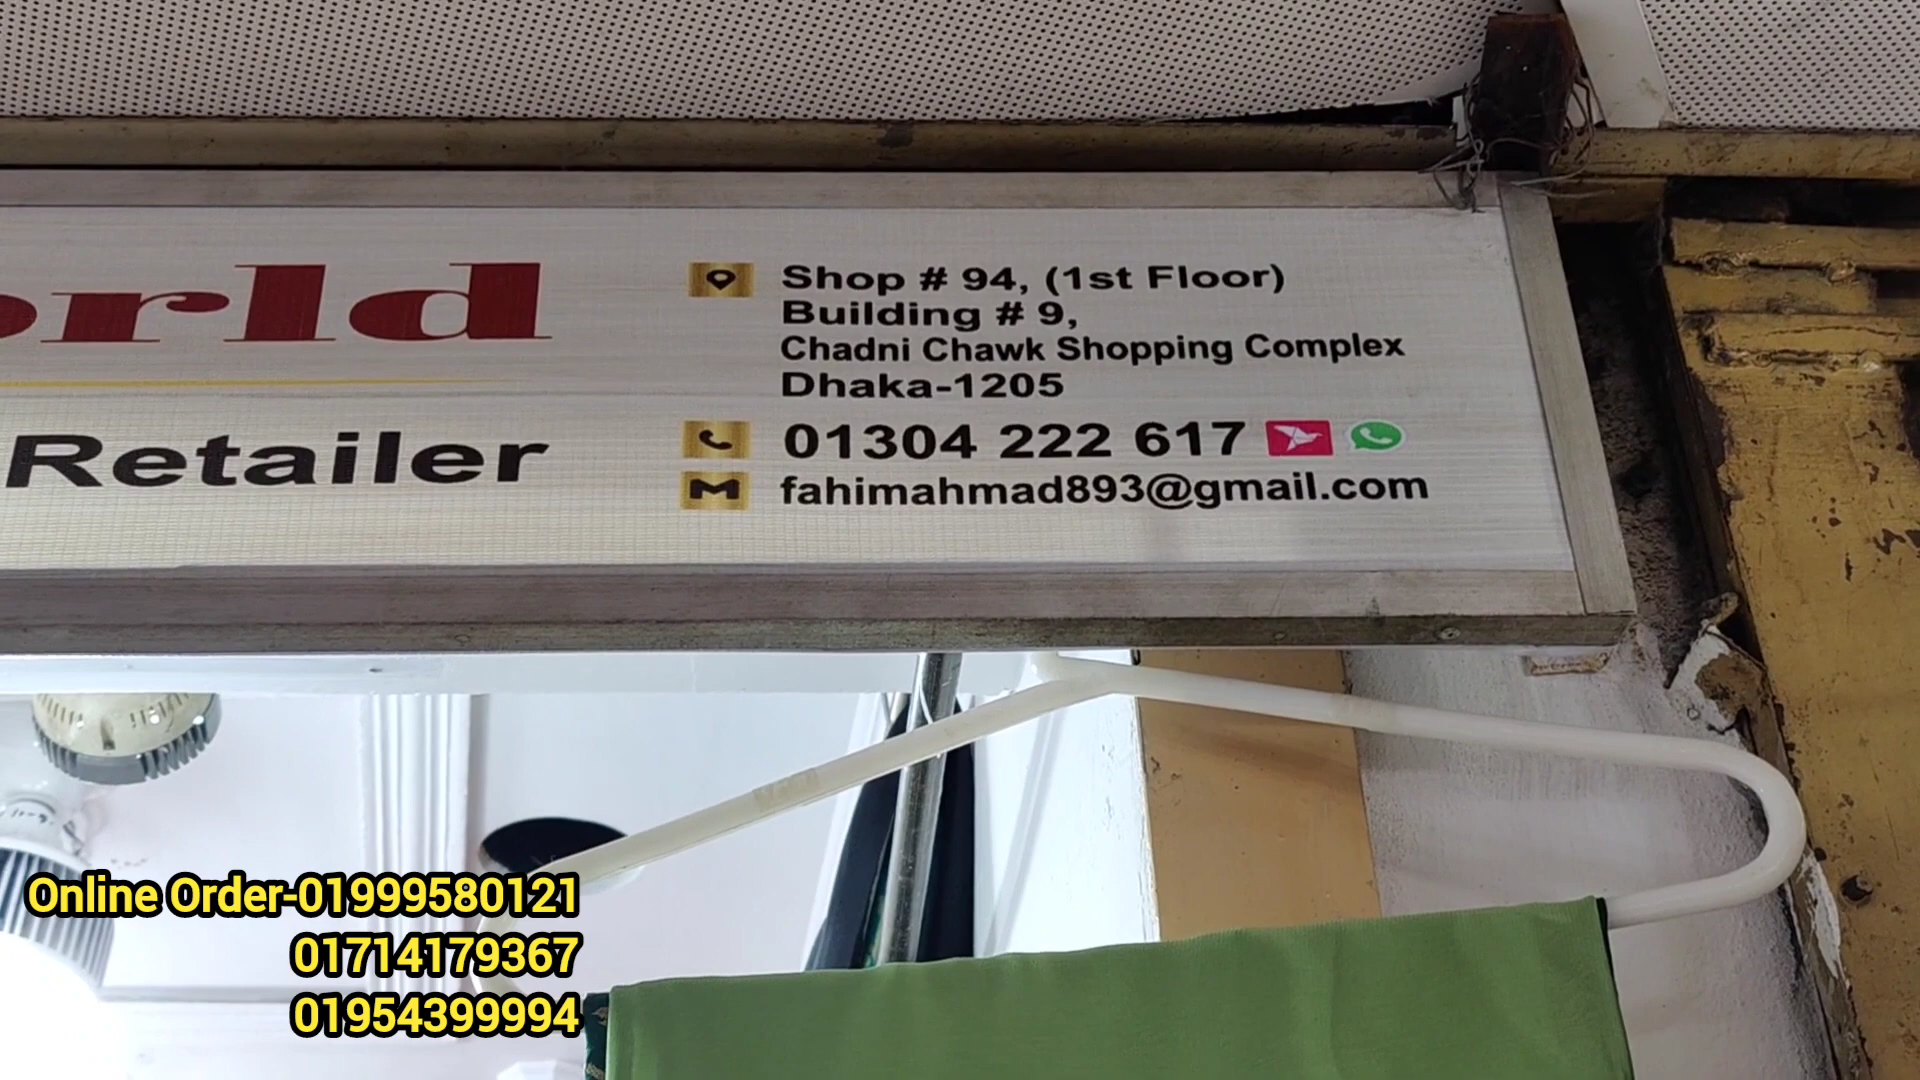 orld
Retailer
Shop # 94, (1st Floor)
Building # 9,
Chadni Chawk Shopping Complex
Dhaka-1205
01304 222 617
fahimahmad893@gmail.com
Online Order-01999580121
01714179367
01954399994